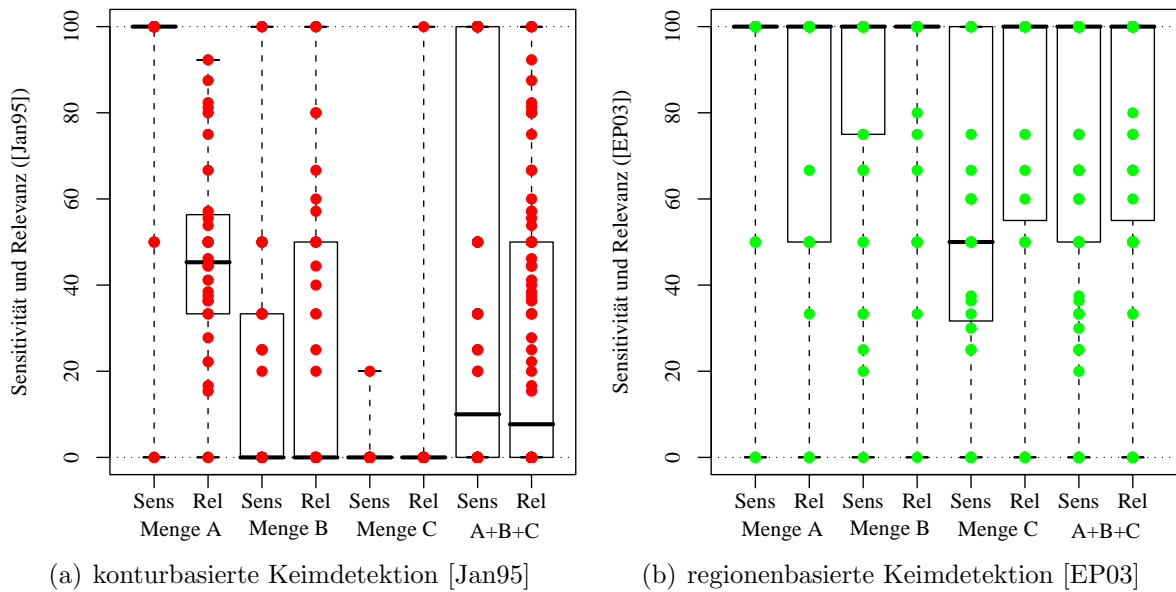 Sensitivität und Relevanz ([Jan95])
100
80
60
40
20
0
Sens Rel Sens Rel Sens Rel Sens Rel
Menge A Menge B Menge C A+B+C
(a) konturbasierte Keimdetektion [Jan95]
Sensitivität und Relevanz ([EP03])
100
80
60
40
20
0
Sens Rel Sens Rel Sens Rel Sens Rel
Menge A Menge B Menge C A+B+C
(b) regionenbasierte Keimdetektion [EP03]